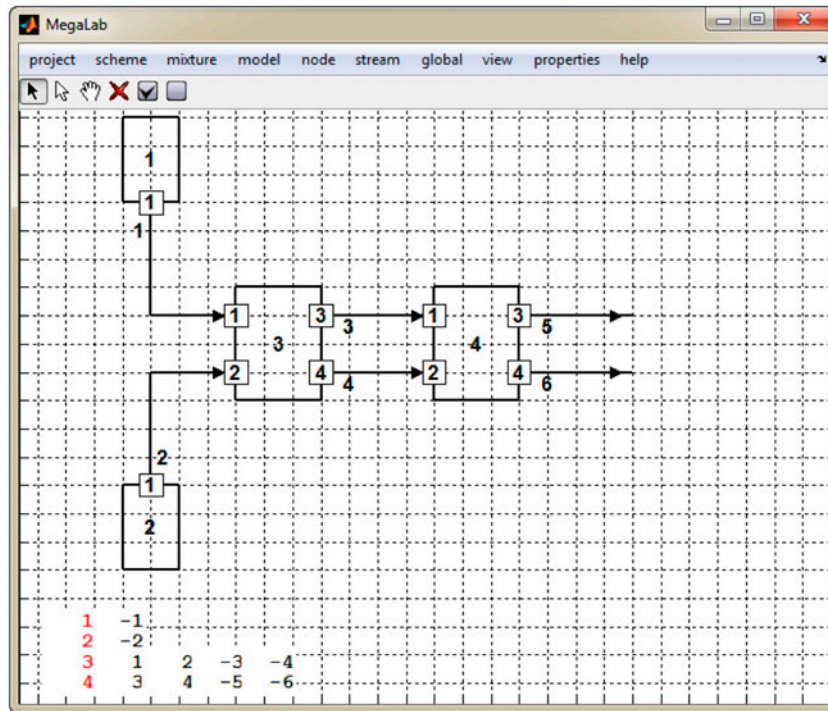 MegaLab
project scheme mixture model node stream global view properties help
1
1
1
1 3 3 1 3 5
3 4
2 4 4 2 4 6
2
1
2
1 -1
2 -2
3 1 2 -3 -4
4 3 4 -5 -6